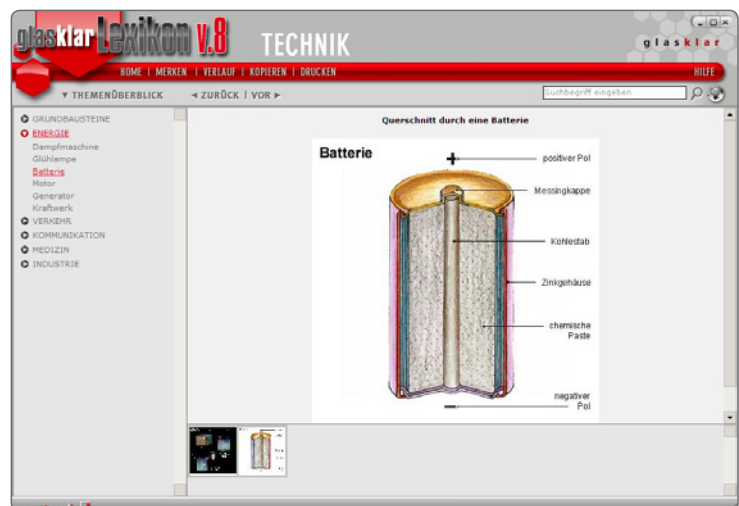 glasklar Lexikon v.8 TECHNIK
glasklar
HOME | MERKEN | VERLAUF | KOPIEREN | DRUCKEN
HILFE
▼ THEMENÜBERBLICK
◄ ZURÜCK | VOR ►
Suchbegriff eingeben
GRUNDBAUSTEINE
ENERGIE
Dampfmaschine
Glühlampe
Batterie
Motor
Generator
Kraftwerk
VERKEHR
KOMMUNIKATION
MEDIZIN
INDUSTRIE
Querschnitt durch eine Batterie
Batterie
+
positiver Pol
Messingkappe
Kohlestab
Zinkgehäuse
chemische
Paste
negativer
Pol
–